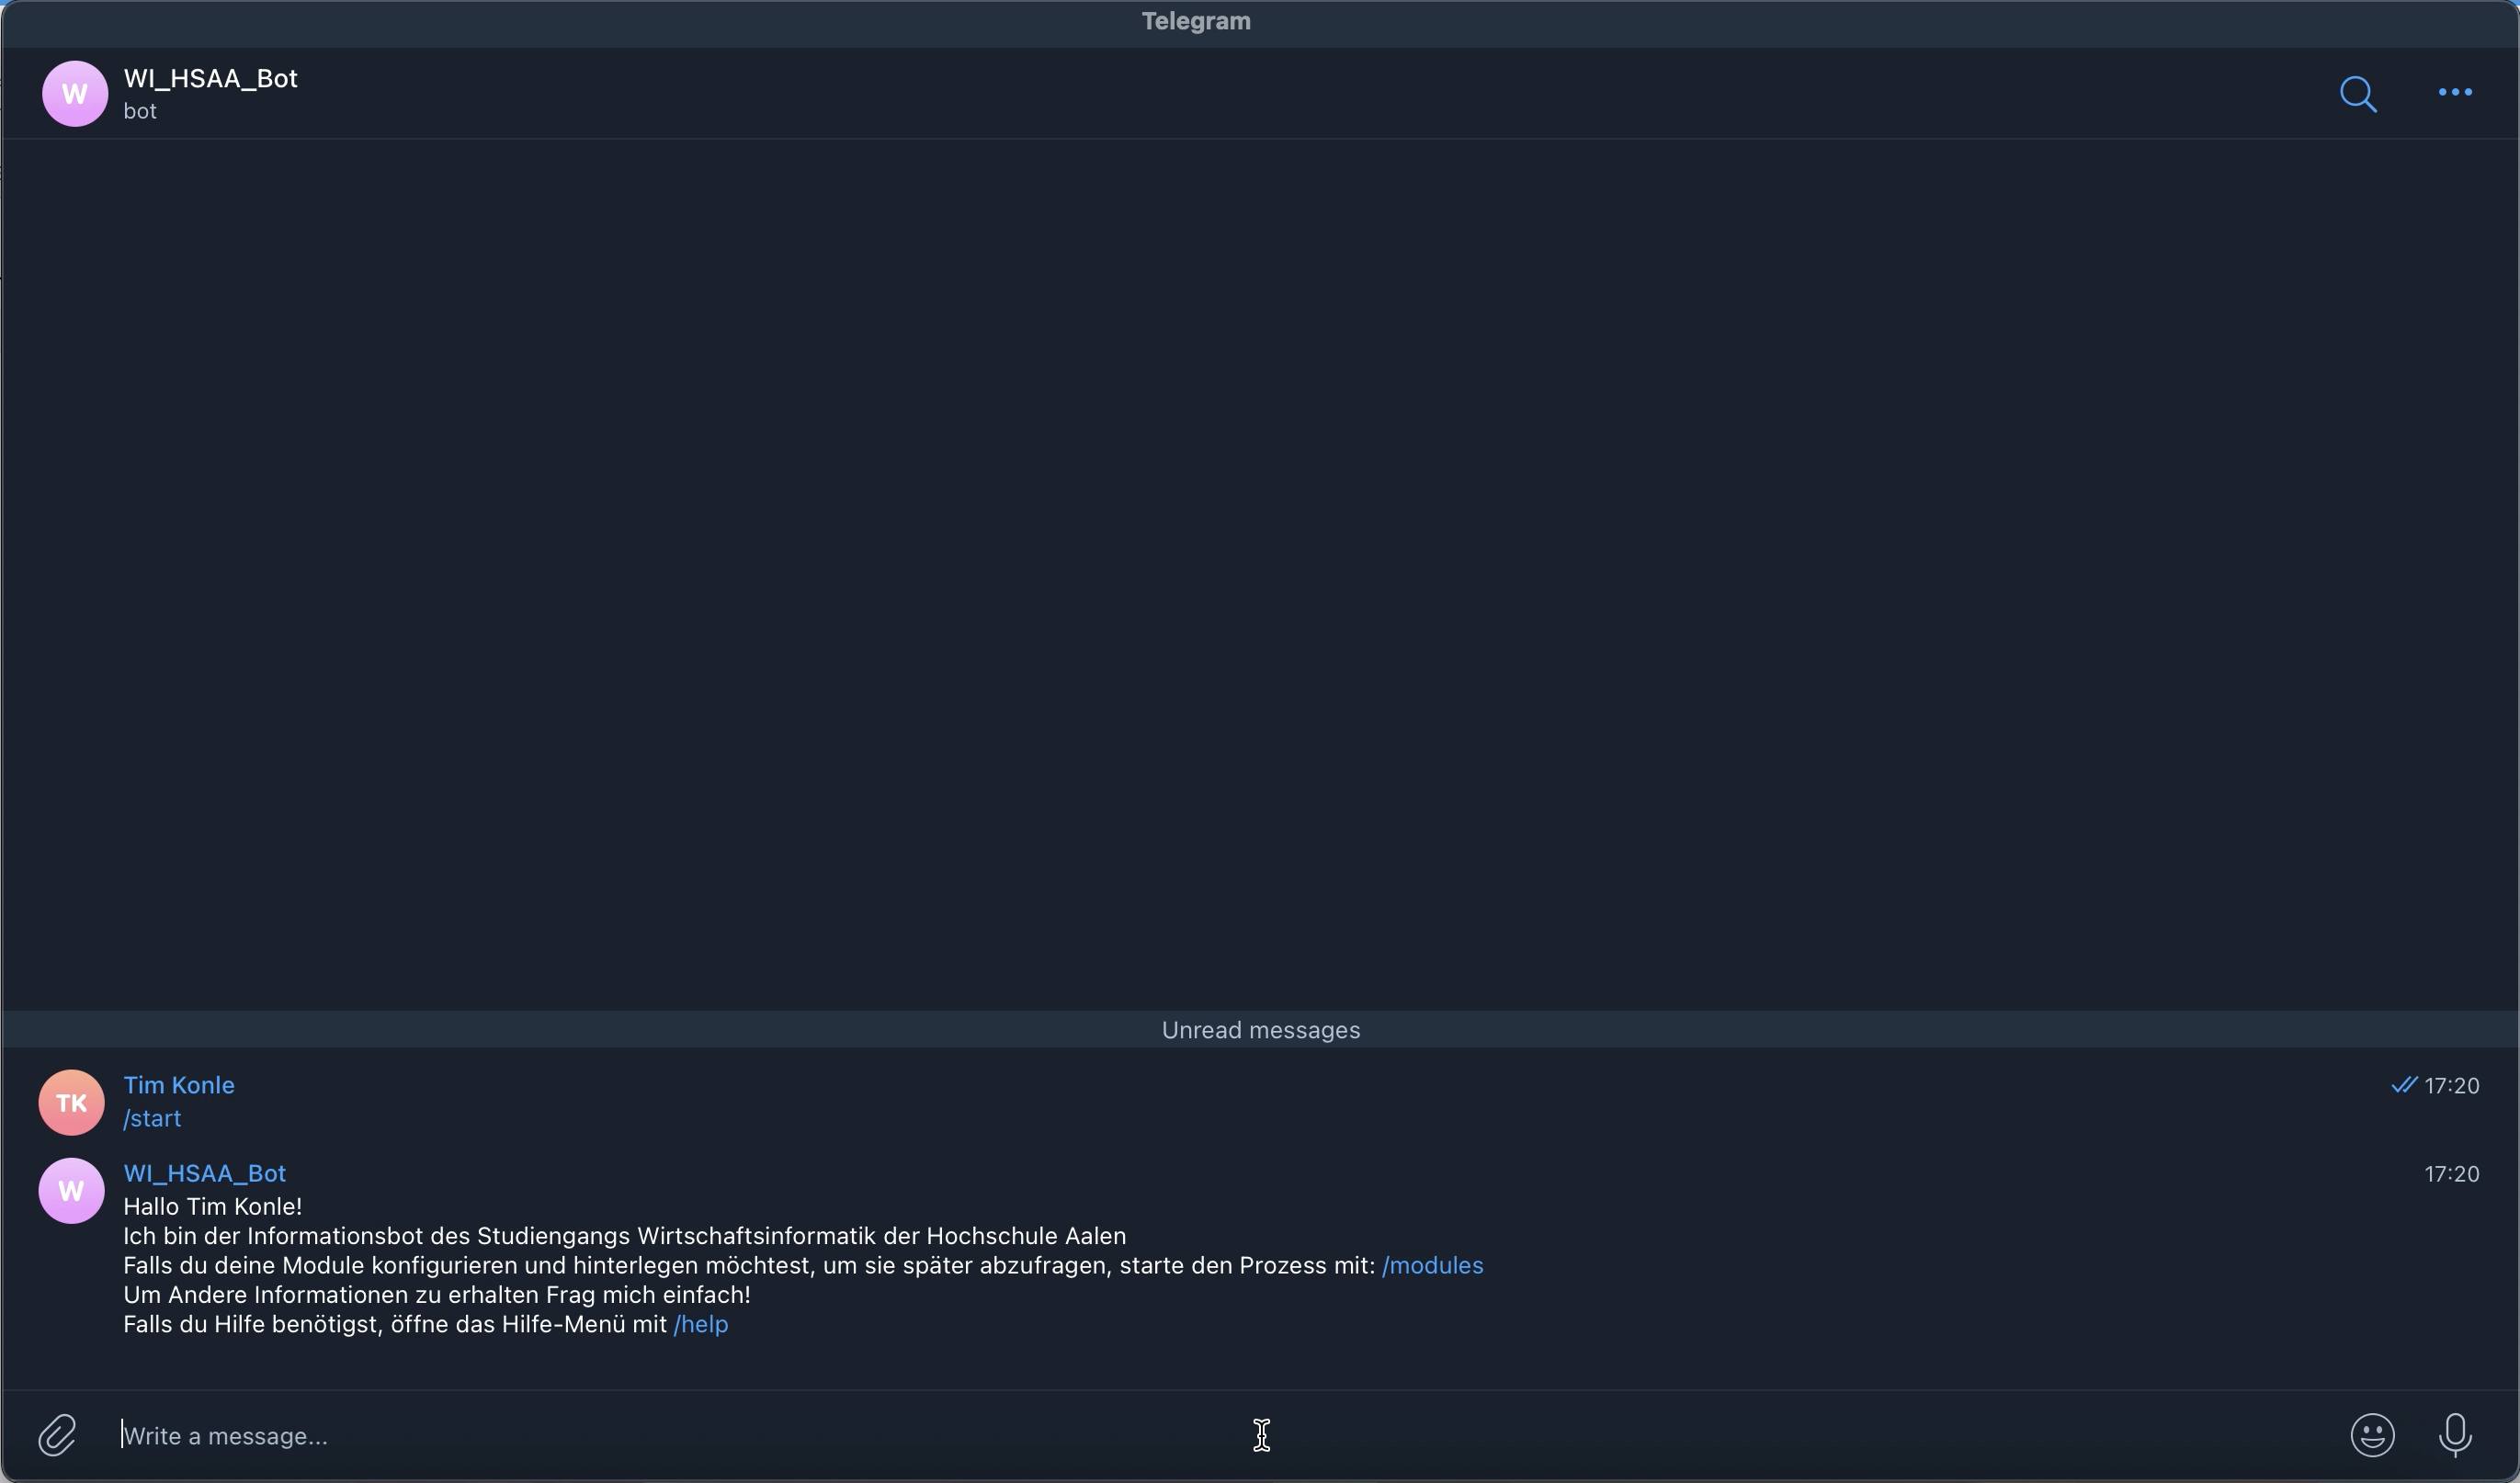 Telegram
W
WI_HSAA_Bot
bot
Unread messages
TK
Tim Konle
17:20
/start
W
WI_HSAA_Bot
17:20
Hallo Tim Konle!
Ich bin der Informationsbot des Studiengangs Wirtschaftsinformatik der Hochschule Aalen
Falls du deine Module konfigurieren und hinterlegen möchtest, um sie später abzufragen, starte den Prozess mit: /modules
Um Andere Informationen zu erhalten Frag mich einfach!
Falls du Hilfe benötigst, öffne das Hilfe-Menü mit /help
Write a message...